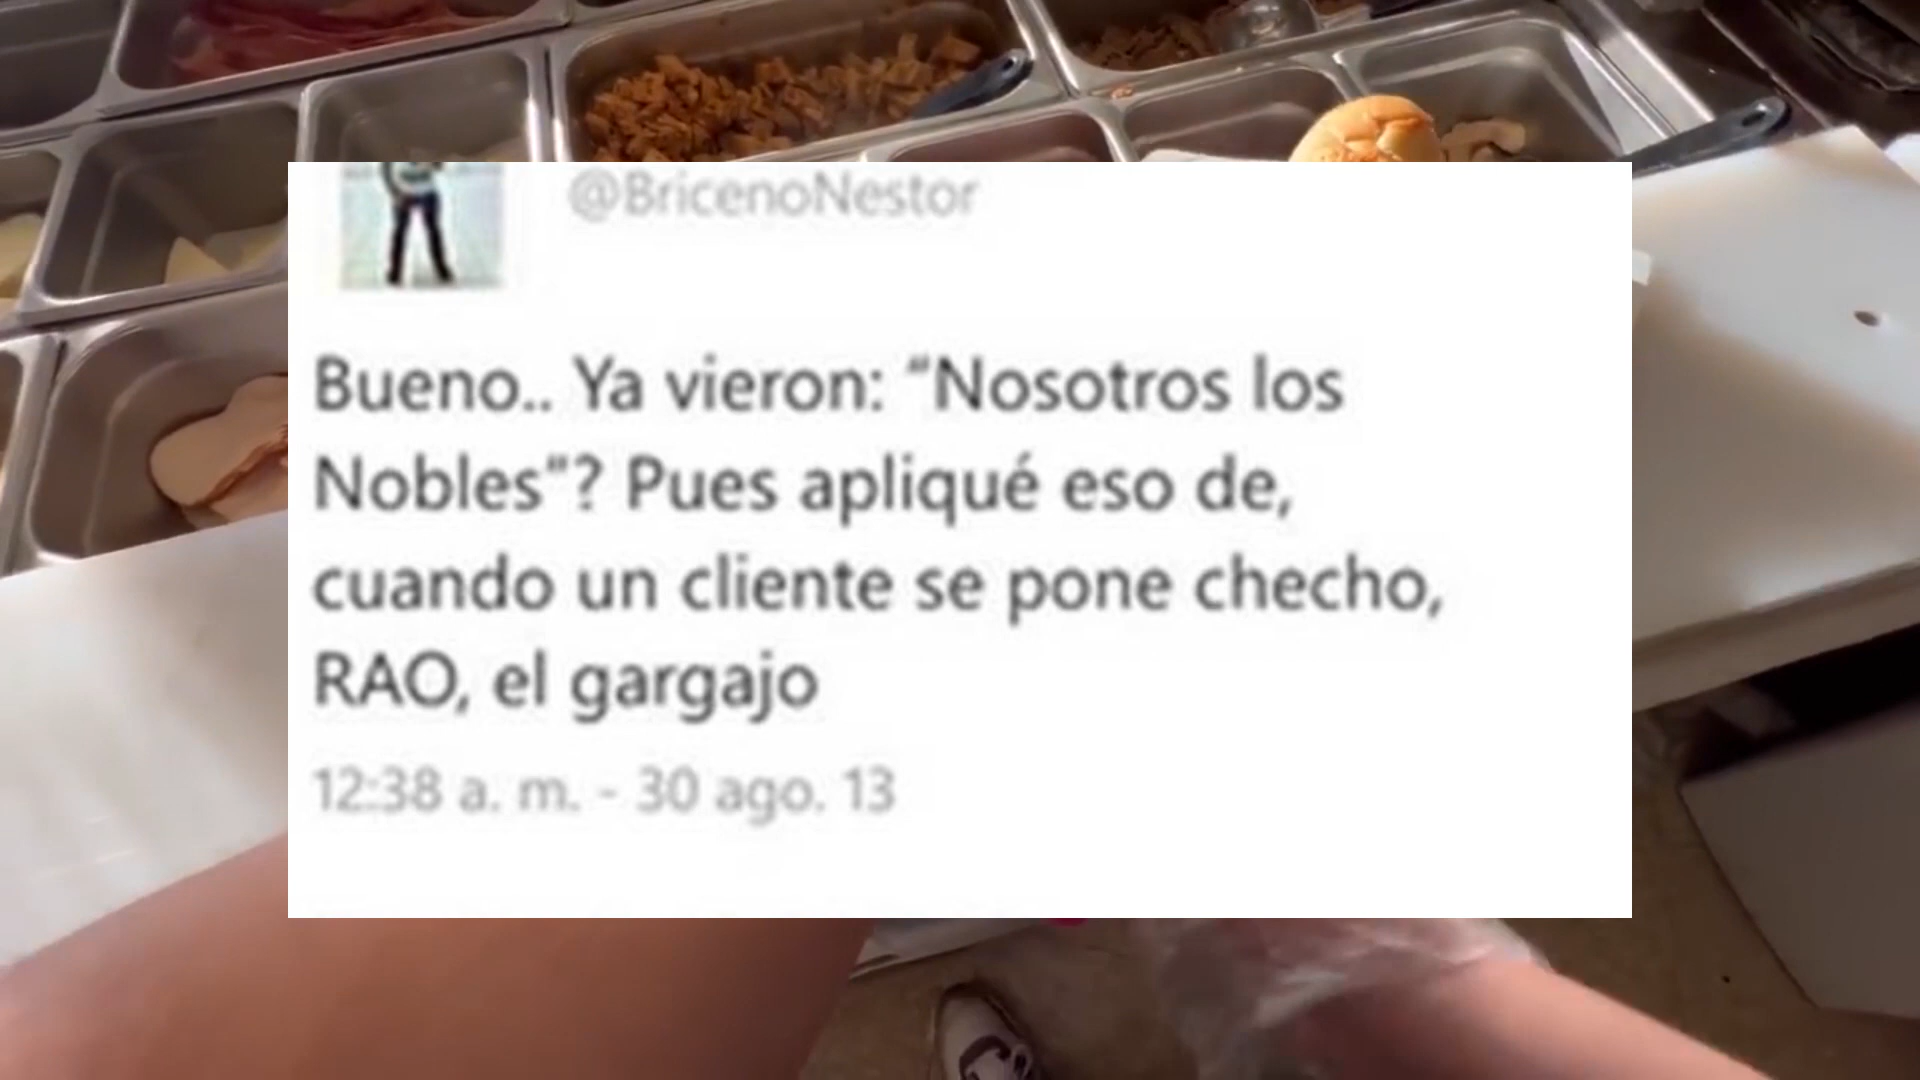 @BricenoNestor
Bueno.. Ya vieron: “Nosotros los
Nobles”? Pues apliqué eso de,
cuando un cliente se pone checho,
RAO, el gargajo
12:38 a. m. - 30 ago. 13